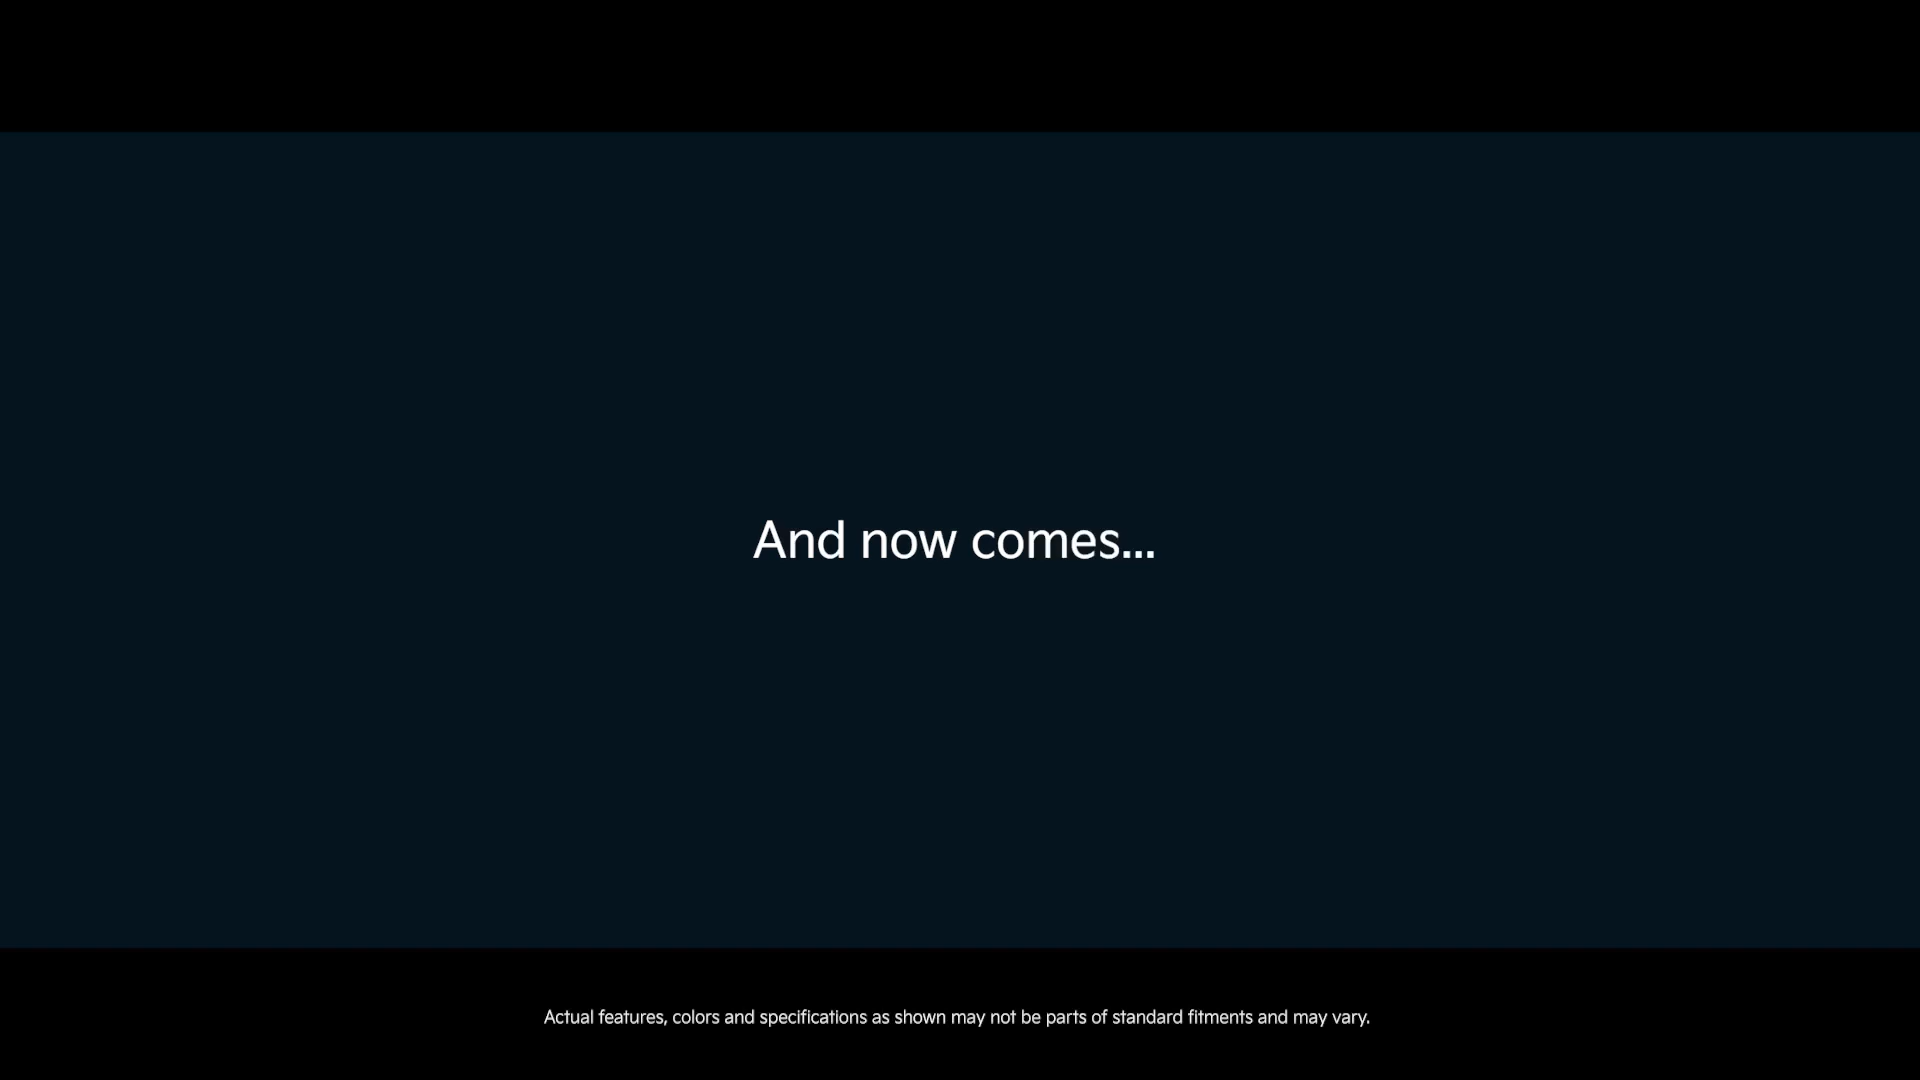 And now comes...
Actual features, colors and specifications as shown may not be parts of standard fitments and may vary.